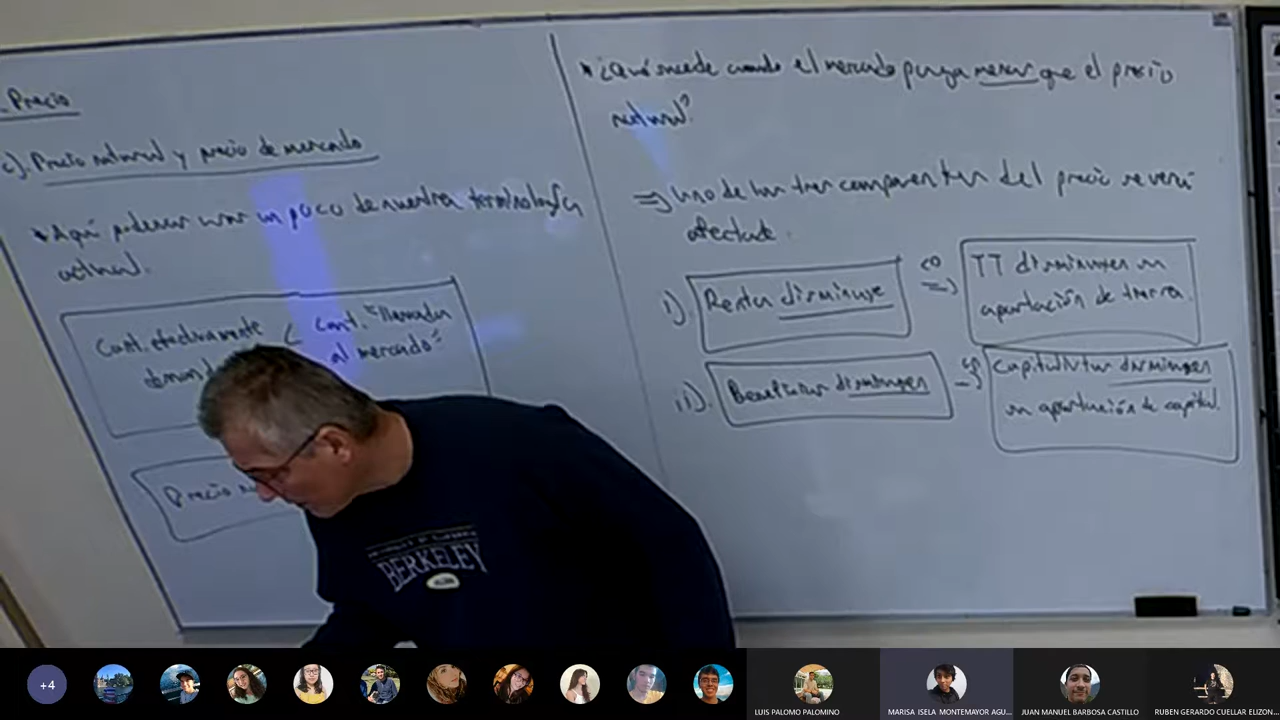 Precio
c). Precio natural y precio de mercado
* Aquí podemos usar un poco de nuestra terminología
actual.
Cant. efectivamente < Cant. "llamada
al mercado"
Precio
* ¿Qué sucede cuando el mercado paga menos que el precio
natural?
⇒ Uno de los tres componentes del precio se verá
afectado.
i). Renta disminuye ⇒ TT disminuyen su
aportación de tierra.
ii). Beneficios disminuyen ⇒ Capitalistas disminuyen
su aportación de capital.
BERKELEY
+4
LUIS PALOMO PALOMINO
MARISA ISELA MONTEMAYOR AGU...
JUAN MANUEL BARBOSA CASTILLO
RUBEN GERARDO CUELLAR ELIZON...